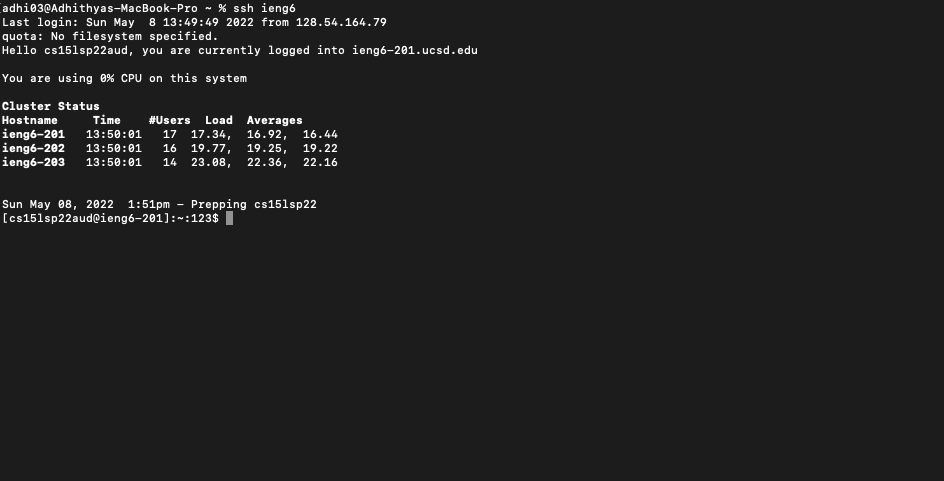 [adhi03@Adhithyas-MacBook-Pro ~ % ssh ieng6
Last login: Sun May  8 13:49:49 2022 from 128.54.164.79
quota: No filesystem specified.
Hello cs15lsp22aud, you are currently logged into ieng6-201.ucsd.edu
You are using 0% CPU on this system
Cluster Status
Hostname     Time    #Users  Load  Averages
ieng6-201   13:50:01   17  17.34,  16.92,  16.44
ieng6-202   13:50:01   16  19.77,  19.25,  19.22
ieng6-203   13:50:01   14  23.08,  22.36,  22.16
Sun May 08, 2022  1:51pm - Prepping cs15lsp22
[cs15lsp22aud@ieng6-201]:~:123$